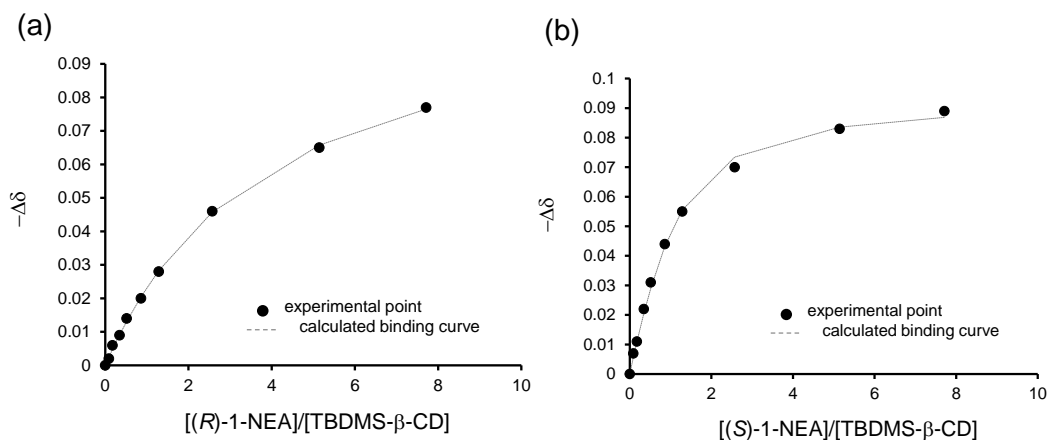 (a)
0.09
0.08
0.07
0.06
0.05
0.04
0.03
0.02
0.01
0
−Δδ
experimental point
calculated binding curve
0 2 4 6 8 10
[(R)-1-NEA]/[TBDMS-β-CD]
(b)
0.1
0.09
0.08
0.07
0.06
0.05
0.04
0.03
0.02
0.01
0
−Δδ
experimental point
calculated binding curve
0 2 4 6 8 10
[(S)-1-NEA]/[TBDMS-β-CD]